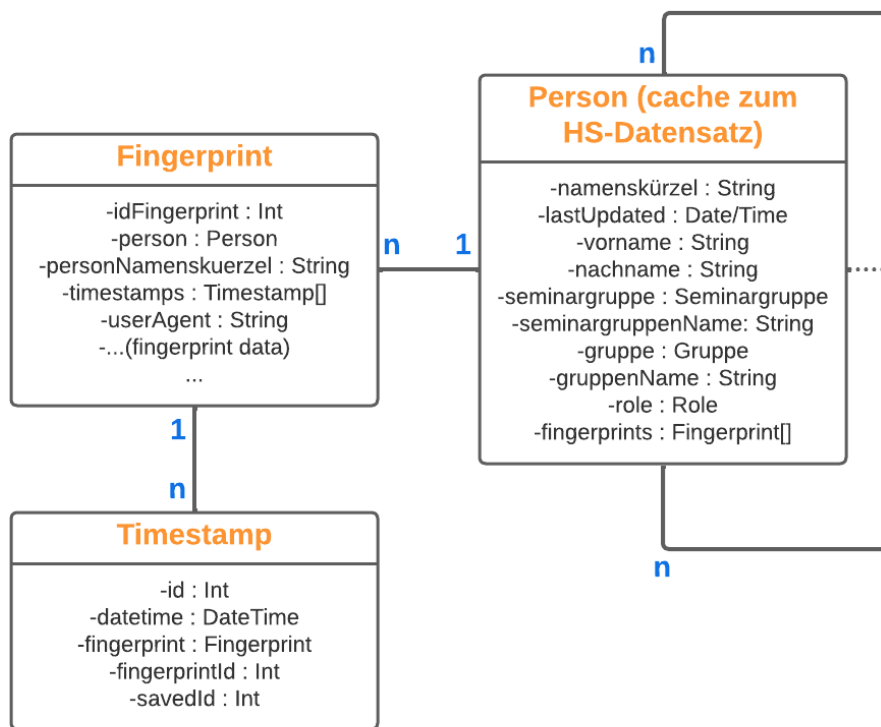 Fingerprint
-idFingerprint : Int
-person : Person
-personNamenskuerzel : String
-timestamps : Timestamp[]
-userAgent : String
-...(fingerprint data)
...
n
1
1
n
Timestamp
-id : Int
-datetime : DateTime
-fingerprint : Fingerprint
-fingerprintId : Int
-savedId : Int
n
Person (cache zum
HS-Datensatz)
-namenskürzel : String
-lastUpdated : Date/Time
-vorname : String
-nachname : String
-seminargruppe : Seminargruppe
-seminargruppenName: String
-gruppe : Gruppe
-gruppenName : String
-role : Role
-fingerprints : Fingerprint[]
n